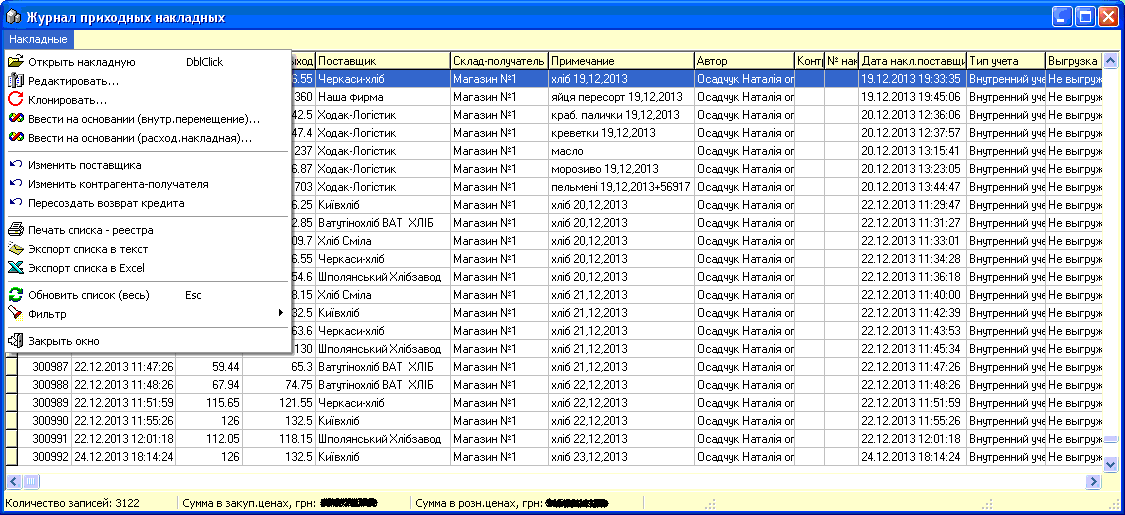 Журнал приходных накладных
Накладные
Открыть накладную DblClick
Редактировать...
Клонировать...
Ввести на основании (внутр.перемещение)...
Ввести на основании (расход.накладная)...
Изменить поставщика
Изменить контрагента-получателя
Пересоздать возврат кредита
Печать списка - реестра
Экспорт списка в текст
Экспорт списка в Excel
Обновить список (весь) Esc
Фильтр
Закрыть окно
ыход Поставщик Склад-получатель Примечание Автор Конт № нак Дата накл.поставщи Тип учета Выгрузка
6.55 Черкаси-хліб Магазин №1 хліб 19,12,2013 Осадчук Наталія ог 19.12.2013 19:33:35 Внутренний уче Не выгруж
360 Наша Фирма Магазин №1 яйця пересорт 19,12,2013 Осадчук Наталія ог 19.12.2013 19:45:06 Внутренний уче Не выгруж
42.5 Ходак-Логістик Магазин №1 краб. палички 19,12,2013 Осадчук Наталія ог 20.12.2013 12:36:06 Внутренний уче Не выгруж
47.4 Ходак-Логістик Магазин №1 креветки 19,12,2013 Осадчук Наталія ог 20.12.2013 12:37:57 Внутренний уче Не выгруж
237 Ходак-Логістик Магазин №1 масло Осадчук Наталія ог 20.12.2013 13:15:41 Внутренний уче Не выгруж
6.87 Ходак-Логістик Магазин №1 морозиво 19,12,2013 Осадчук Наталія ог 20.12.2013 13:23:05 Внутренний уче Не выгруж
703 Ходак-Логістик Магазин №1 пельмені 19,12,2013+56917 Осадчук Наталія ог 20.12.2013 13:44:47 Внутренний уче Не выгруж
6.25 Київхліб Магазин №1 хліб 20,12,2013 Осадчук Наталія ог 22.12.2013 11:29:47 Внутренний уче Не выгруж
2.85 Ватутінохліб ВАТ ХЛІБ Магазин №1 хліб 20,12,2013 Осадчук Наталія ог 22.12.2013 11:31:27 Внутренний уче Не выгруж
09.7 Хліб Сміла Магазин №1 хліб 20,12,2013 Осадчук Наталія ог 22.12.2013 11:33:01 Внутренний уче Не выгруж
6.55 Черкаси-хліб Магазин №1 хліб 20,12,2013 Осадчук Наталія ог 22.12.2013 11:34:28 Внутренний уче Не выгруж
54.6 Шполянський Хлібзавод Магазин №1 хліб 20,12,2013 Осадчук Наталія ог 22.12.2013 11:36:18 Внутренний уче Не выгруж
8.15 Хліб Сміла Магазин №1 хліб 21,12,2013 Осадчук Наталія ог 22.12.2013 11:40:00 Внутренний уче Не выгруж
32.5 Київхліб Магазин №1 хліб 21,12,2013 Осадчук Наталія ог 22.12.2013 11:42:39 Внутренний уче Не выгруж
63.6 Черкаси-хліб Магазин №1 хліб 21,12,2013 Осадчук Наталія ог 22.12.2013 11:43:53 Внутренний уче Не выгруж
130 Шполянський Хлібзавод Магазин №1 хліб 21,12,2013 Осадчук Наталія ог 22.12.2013 11:45:34 Внутренний уче Не выгруж
300987 22.12.2013 11:47:26 59.44 65.3 Ватутінохліб ВАТ ХЛІБ Магазин №1 хліб 21,12,2013 Осадчук Наталія ог 22.12.2013 11:47:26 Внутренний уче Не выгруж
300988 22.12.2013 11:48:26 67.94 74.75 Ватутінохліб ВАТ ХЛІБ Магазин №1 хліб 22,12,2013 Осадчук Наталія ог 22.12.2013 11:48:26 Внутренний уче Не выгруж
300989 22.12.2013 11:51:59 115.65 121.55 Черкаси-хліб Магазин №1 хліб 22,12,2013 Осадчук Наталія ог 22.12.2013 11:51:59 Внутренний уче Не выгруж
300990 22.12.2013 11:55:26 126 132.5 Київхліб Магазин №1 хліб 22,12,2013 Осадчук Наталія ог 22.12.2013 11:55:26 Внутренний уче Не выгруж
300991 22.12.2013 12:01:18 112.05 118.15 Шполянський Хлібзавод Магазин №1 хліб 22,12,2013 Осадчук Наталія ог 22.12.2013 12:01:18 Внутренний уче Не выгруж
300992 24.12.2013 18:14:24 126 132.5 Київхліб Магазин №1 хліб 23,12,2013 Осадчук Наталія ог 24.12.2013 18:14:24 Внутренний уче Не выгруж
Количество записей: 3122 Сумма в закуп.ценах, грн: Сумма в розн.ценах, грн: